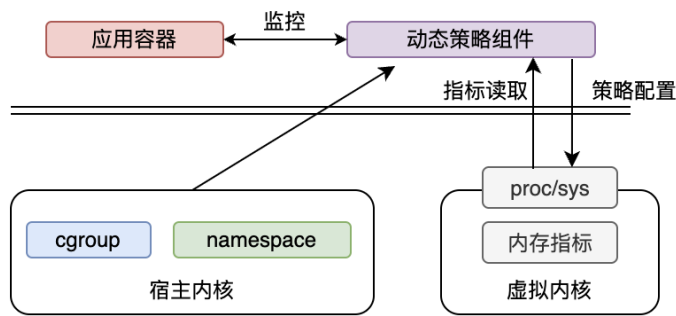 监控
应用容器
动态策略组件
指标读取
策略配置
proc/sys
cgroup
namespace
内存指标
宿主内核
虚拟内核